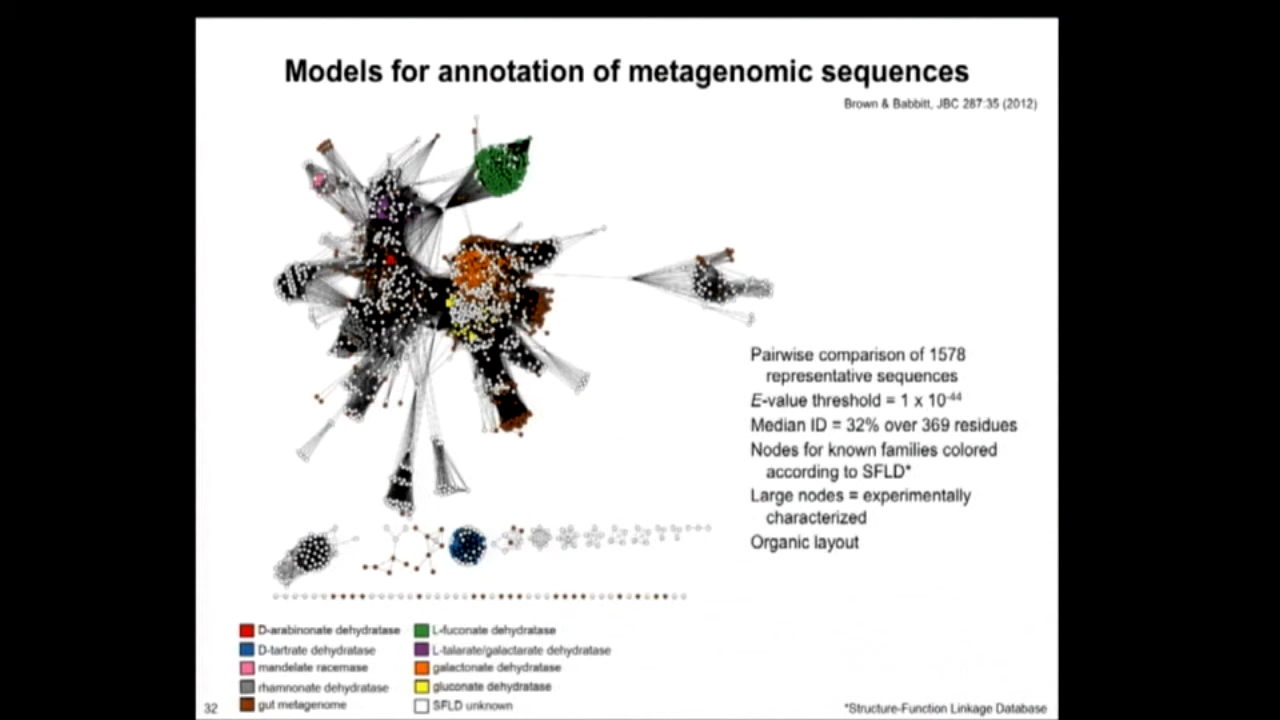 Models for annotation of metagenomic sequences
Brown & Babbitt, JBC 287:35 (2012)
Pairwise comparison of 1578
representative sequences
E-value threshold = 1 x 10-44
Median ID = 32% over 369 residues
Nodes for known families colored
according to SFLD*
Large nodes = experimentally
characterized
Organic layout
D-arabinonate dehydratase
D-tartrate dehydratase
mandelate racemase
rhamnonate dehydratase
gut metagenome
L-fuconate dehydratase
L-talarate/galactarate dehydratase
galactonate dehydratase
gluconate dehydratase
SFLD unknown
32
*Structure-Function Linkage Database